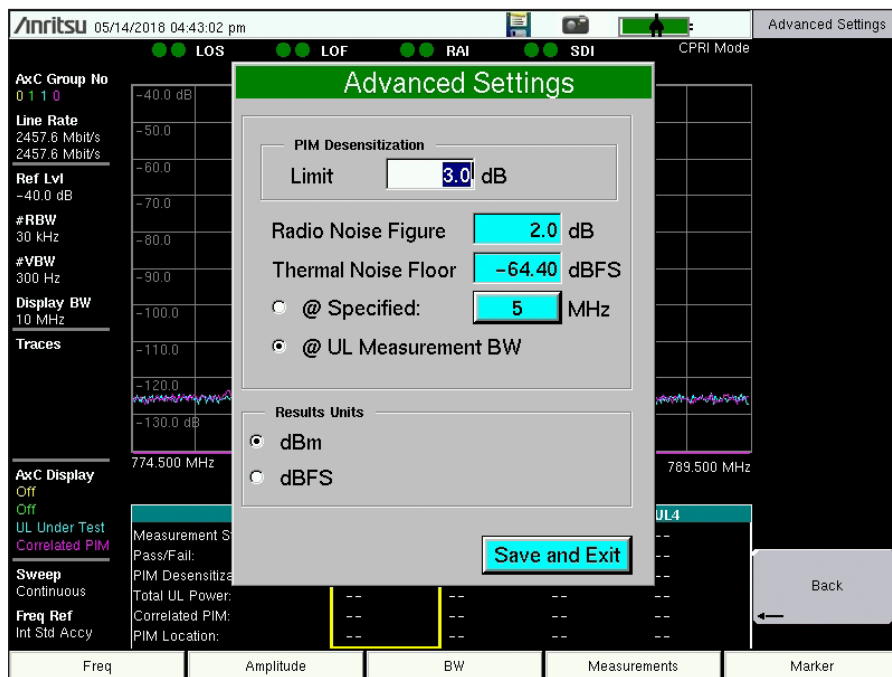 Anritsu 05/14/2018 04:43:02 pm
Advanced Settings
LOS LOF RAI SDI CPRI Mode
AxC Group No
0 1 1 0
Line Rate
2457.6 Mbit/s
2457.6 Mbit/s
Ref Lvl
-40.0 dB
#RBW
30 kHz
#VBW
300 Hz
Display BW
10 MHz
Traces
-40.0 dB
-50.0
-60.0
-70.0
-80.0
-90.0
-100.0
-110.0
-120.0
-130.0 dB
774.500 MHz
789.500 MHz
Advanced Settings
PIM Desensitization
Limit 3.0 dB
Radio Noise Figure 2.0 dB
Thermal Noise Floor -64.40 dBFS
@ Specified: 5 MHz
@ UL Measurement BW
Results Units
dBm
dBFS
Save and Exit
AxC Display
Off
Off
UL Under Test
Correlated PIM
Sweep
Continuous
Freq Ref
Int Std Accy
UL4
Measurement S --
Pass/Fail: --
PIM Desensitiza --
Total UL Power: -- -- -- --
Correlated PIM: -- -- -- --
PIM Location: -- -- -- --
Back
Freq Amplitude BW Measurements Marker